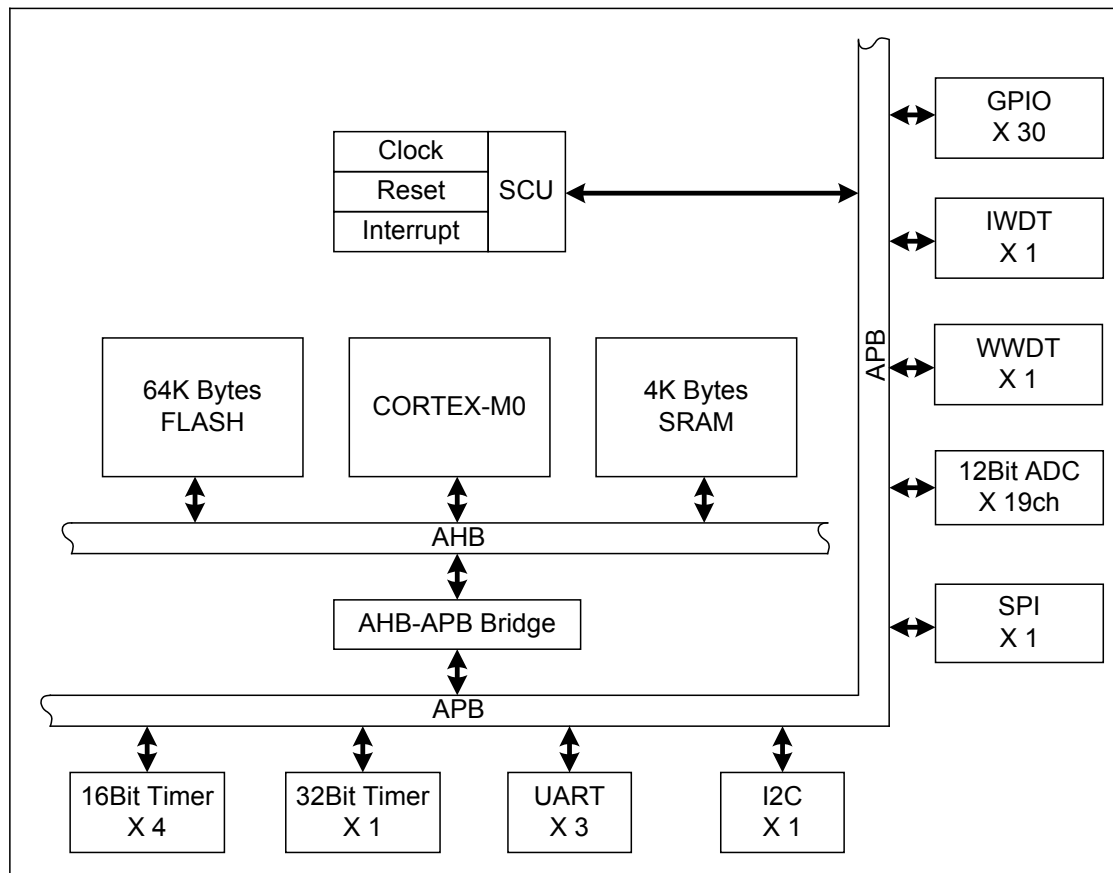 GPIO
X 30
Clock
Reset
Interrupt
SCU
IWDT
X 1
APB
WWDT
X 1
64K Bytes
FLASH
CORTEX-M0
4K Bytes
SRAM
12Bit ADC
X 19ch
AHB
AHB-APB Bridge
SPI
X 1
APB
16Bit Timer
X 4
32Bit Timer
X 1
UART
X 3
I2C
X 1